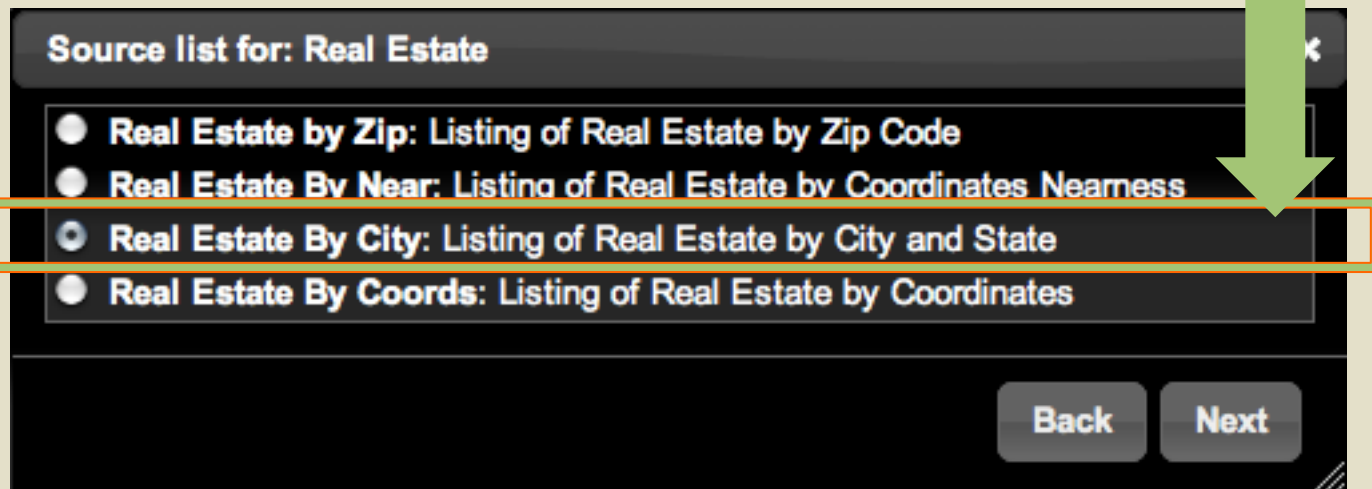 Source list for: Real Estate
Real Estate by Zip: Listing of Real Estate by Zip Code
Real Estate By Near: Listing of Real Estate by Coordinates Nearness
Real Estate By City: Listing of Real Estate by City and State
Real Estate By Coords: Listing of Real Estate by Coordinates
Back Next